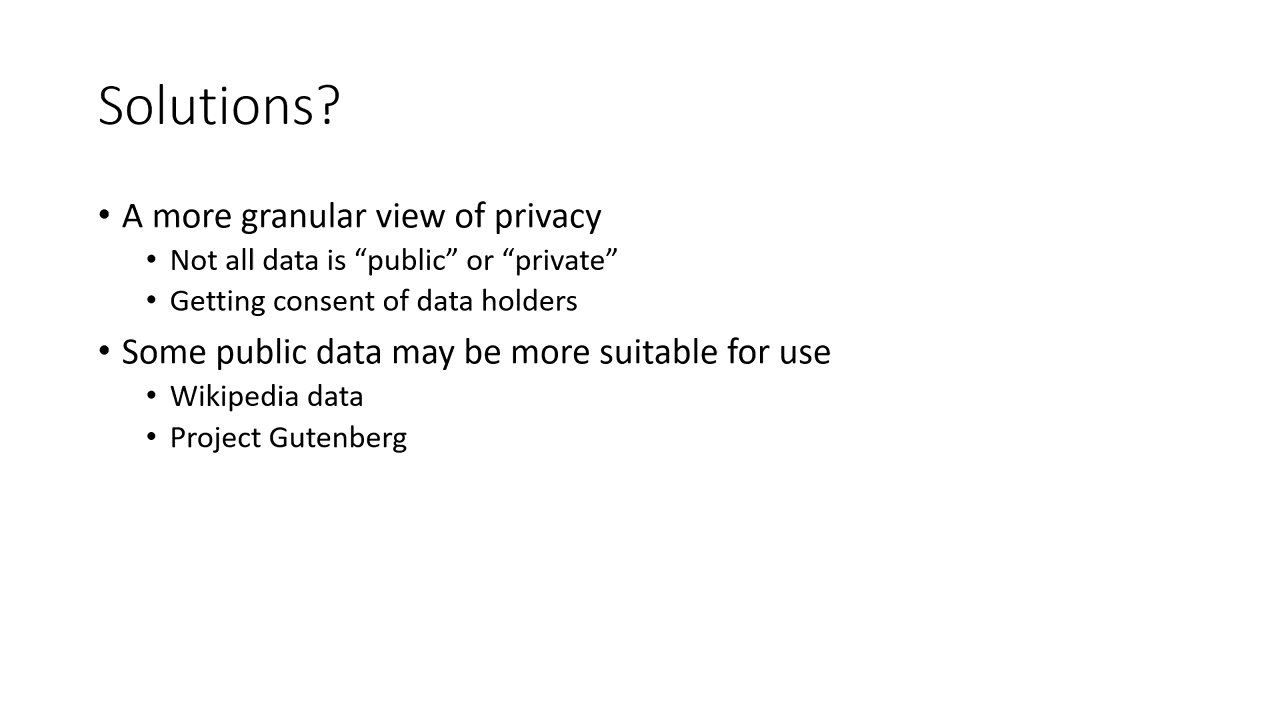 Solutions?
• A more granular view of privacy
• Not all data is “public” or “private”
• Getting consent of data holders
• Some public data may be more suitable for use
• Wikipedia data
• Project Gutenberg